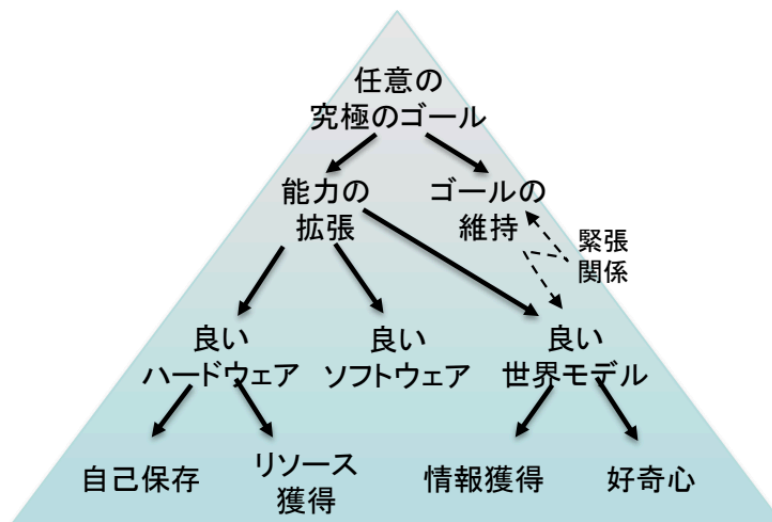 任意の
究極のゴール
能力の
拡張
ゴールの
維持
緊張
関係
良い
ハードウェア
良い
ソフトウェア
良い
世界モデル
自己保存
リソース
獲得
情報獲得
好奇心